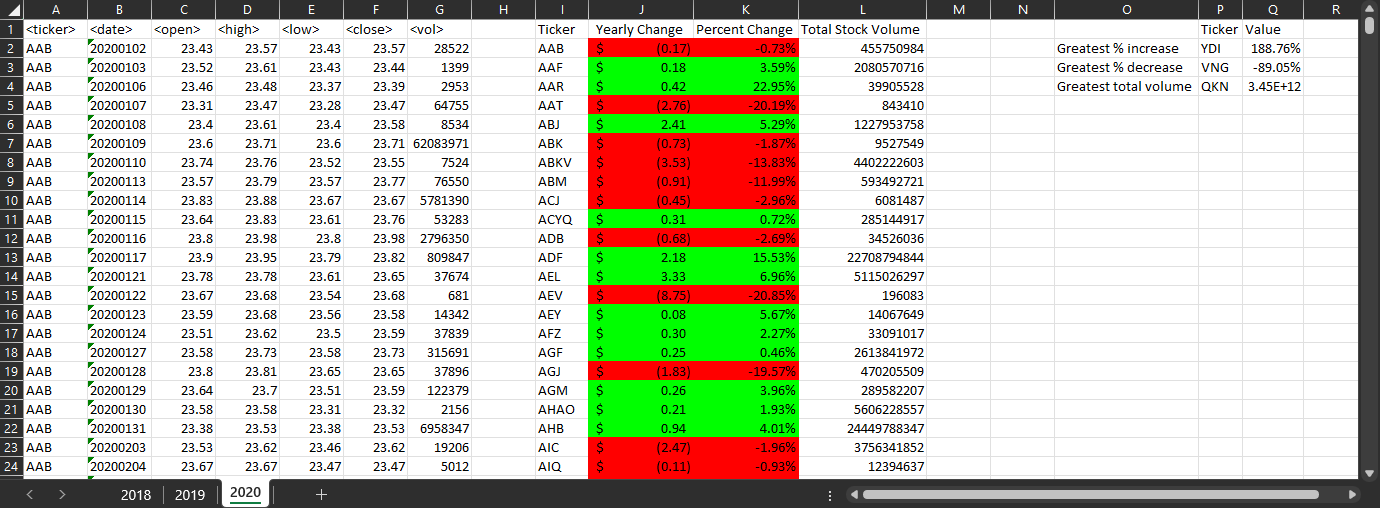 A B C D E F G H I J K L M N O P Q R
1 <ticker> <date> <open> <high> <low> <close> <vol> Ticker Yearly Change Percent Change Total Stock Volume Ticker Value
2 AAB 20200102 23.43 23.57 23.43 23.57 28522 AAB $ (0.17) -0.73% 455750984 Greatest % increase YDI 188.76%
3 AAB 20200103 23.52 23.61 23.43 23.44 1399 AAF $ 0.18 3.59% 2080570716 Greatest % decrease VNG -89.05%
4 AAB 20200106 23.46 23.48 23.37 23.39 2953 AAR $ 0.42 22.95% 39905528 Greatest total volume QKN 3.45E+12
5 AAB 20200107 23.31 23.47 23.28 23.47 64755 AAT $ (2.76) -20.19% 843410
6 AAB 20200108 23.4 23.61 23.4 23.58 8534 ABJ $ 2.41 5.29% 1227953758
7 AAB 20200109 23.6 23.71 23.6 23.71 62083971 ABK $ (0.73) -1.87% 9527549
8 AAB 20200110 23.74 23.76 23.52 23.55 7524 ABKV $ (3.53) -13.83% 4402222603
9 AAB 20200113 23.57 23.79 23.57 23.77 76550 ABM $ (0.91) -11.99% 593492721
10 AAB 20200114 23.83 23.88 23.67 23.67 5781390 ACJ $ (0.45) -2.96% 6081487
11 AAB 20200115 23.64 23.83 23.61 23.76 53283 ACYQ $ 0.31 0.72% 285144917
12 AAB 20200116 23.8 23.98 23.8 23.98 2796350 ADB $ (0.68) -2.69% 34526036
13 AAB 20200117 23.9 23.95 23.79 23.82 809847 ADF $ 2.18 15.53% 22708794844
14 AAB 20200121 23.78 23.78 23.61 23.65 37674 AEL $ 3.33 6.96% 5115026297
15 AAB 20200122 23.67 23.68 23.54 23.68 681 AEV $ (8.75) -20.85% 196083
16 AAB 20200123 23.59 23.68 23.56 23.58 14342 AEY $ 0.08 5.67% 14067649
17 AAB 20200124 23.51 23.62 23.5 23.59 37839 AFZ $ 0.30 2.27% 33091017
18 AAB 20200127 23.58 23.73 23.58 23.73 315691 AGF $ 0.25 0.46% 2613841972
19 AAB 20200128 23.8 23.81 23.65 23.65 37896 AGJ $ (1.83) -19.57% 470205509
20 AAB 20200129 23.64 23.7 23.51 23.59 122379 AGM $ 0.26 3.96% 289582207
21 AAB 20200130 23.58 23.58 23.31 23.32 2156 AHAO $ 0.21 1.93% 5606228557
22 AAB 20200131 23.38 23.53 23.38 23.53 6958347 AHB $ 0.94 4.01% 24449788347
23 AAB 20200203 23.53 23.62 23.46 23.62 19206 AIC $ (2.47) -1.96% 3756341852
24 AAB 20200204 23.67 23.67 23.47 23.47 5012 AIQ $ (0.11) -0.93% 12394637
2018 2019 2020